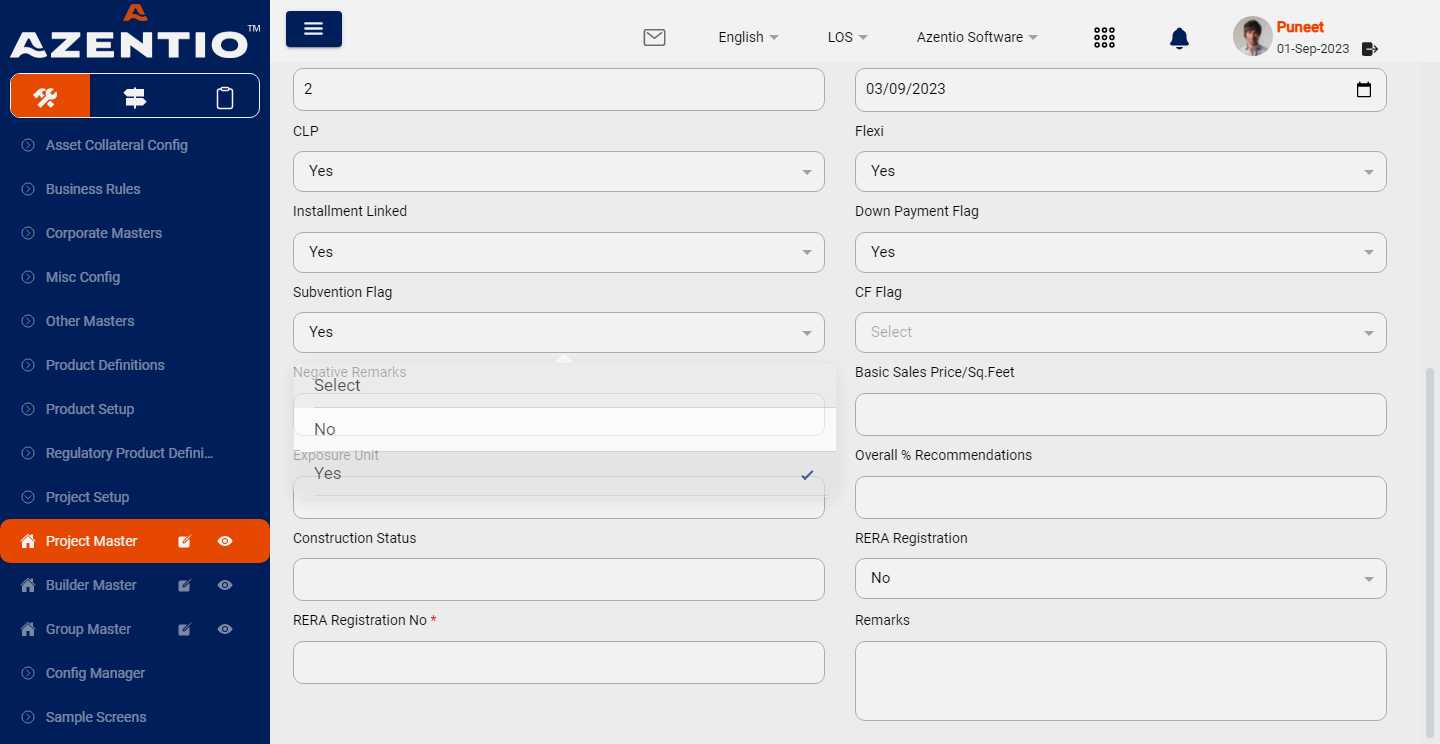 AZENTIO TM
Asset Collateral Config
Business Rules
Corporate Masters
Misc Config
Other Masters
Product Definitions
Product Setup
Regulatory Product Defini...
Project Setup
Project Master
Builder Master
Group Master
Config Manager
Sample Screens
English
LOS
Azentio Software
Puneet
01-Sep-2023
2
03/09/2023
CLP
Flexi
Yes
Yes
Installment Linked
Down Payment Flag
Yes
Yes
Subvention Flag
CF Flag
Yes
Select
Negative Remarks
Basic Sales Price/Sq.Feet
Select
No
Exposure Unit
Overall % Recommendations
Yes
Construction Status
RERA Registration
No
RERA Registration No *
Remarks